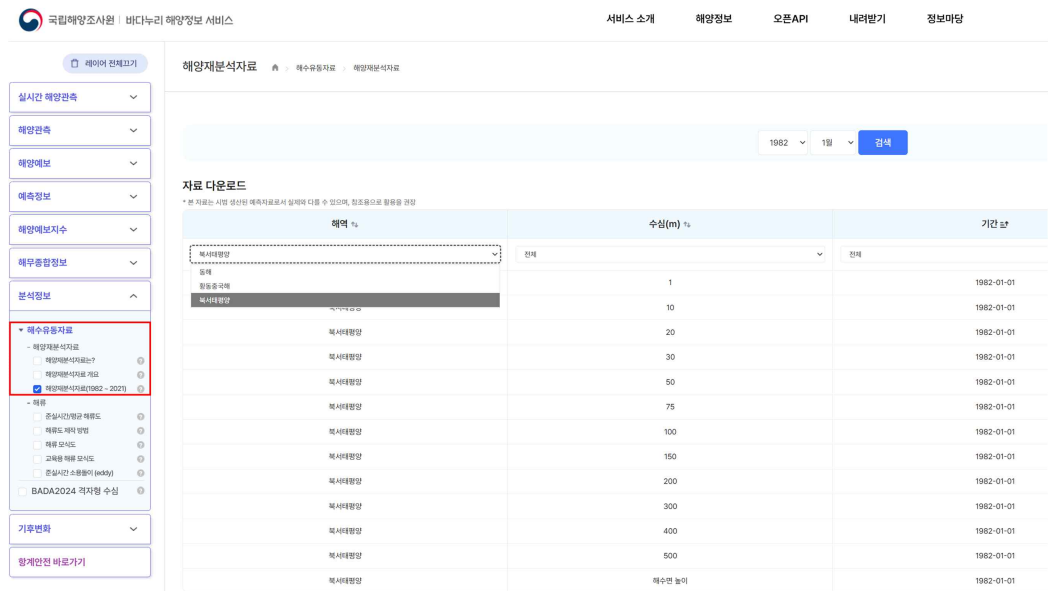 국립해양조사원 | 바다누리 해양정보 서비스
서비스 소개 해양정보 오픈API 내려받기 정보마당
레이어 전체끄기
실시간 해양관측
해양관측
해양예보
예측정보
해양예보지수
해무종합정보
분석정보
해수유동자료
- 해양재분석자료
해양재분석자료는?
해양재분석자료 개요
해양재분석자료(1982 ~ 2021)
- 해류
준실시간/평균 해류도
해류도 제작 방법
해류 모식도
교육용 해류 모식도
준실시간 소용돌이 (eddy)
BADA2024 격자형 수심
기후변화
항계안전 바로가기
해양재분석자료 > 해수유동자료 > 해양재분석자료
1982 1월 검색
자료 다운로드
* 본 자료는 시범 생산된 예측자료로서 실제와 다를 수 있으며, 참조용으로 활용을 권장
해역 수심(m) 기간
북서태평양 전체 전체
동해
황동중국해
북서태평양
1 1982-01-01
북서태평양 10 1982-01-01
북서태평양 20 1982-01-01
북서태평양 30 1982-01-01
북서태평양 50 1982-01-01
북서태평양 75 1982-01-01
북서태평양 100 1982-01-01
북서태평양 150 1982-01-01
북서태평양 200 1982-01-01
북서태평양 300 1982-01-01
북서태평양 400 1982-01-01
북서태평양 500 1982-01-01
북서태평양 해수면 높이 1982-01-01